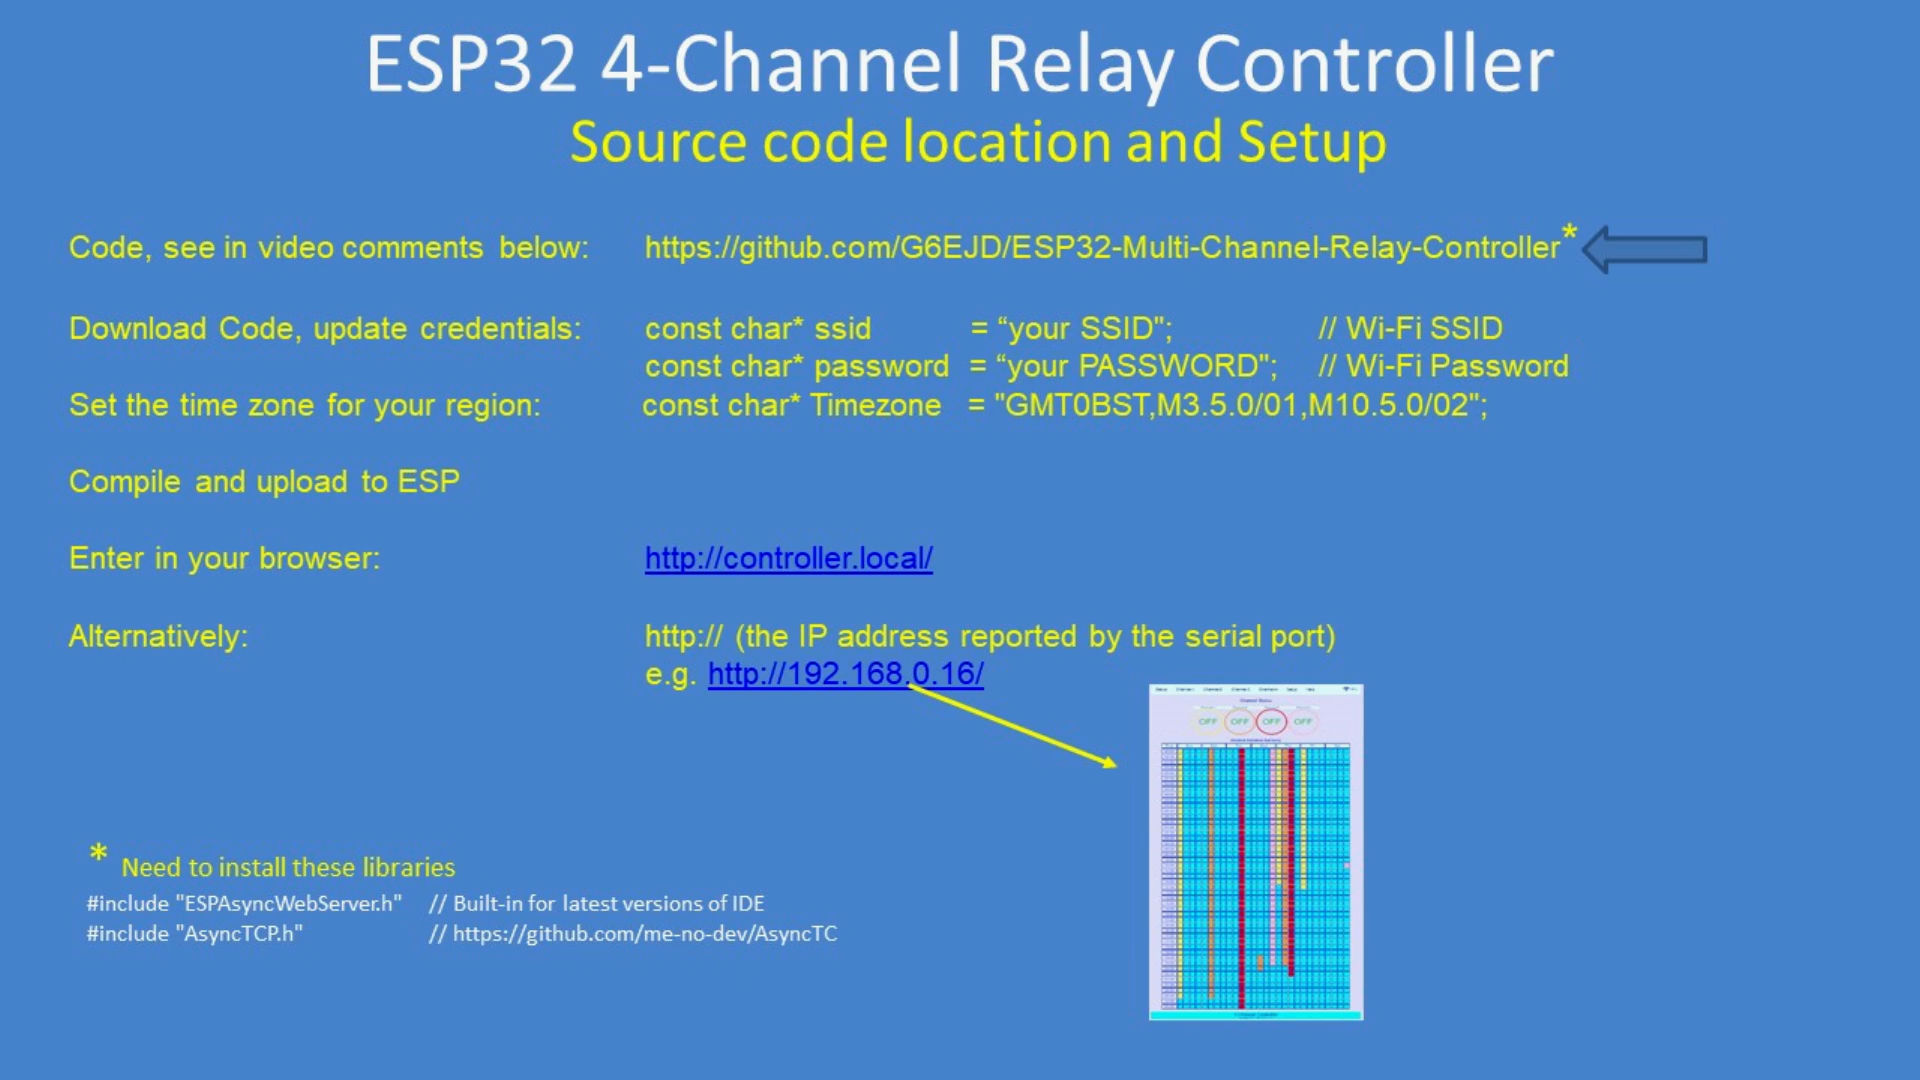 ESP32 4-Channel Relay Controller
Source code location and Setup
Code, see in video comments below: https://github.com/G6EJD/ESP32-Multi-Channel-Relay-Controller*
Download Code, update credentials: const char* ssid = “your SSID"; // Wi-Fi SSID
const char* password = “your PASSWORD"; // Wi-Fi Password
Set the time zone for your region: const char* Timezone = "GMT0BST,M3.5.0/01,M10.5.0/02";
Compile and upload to ESP
Enter in your browser: http://controller.local/
Alternatively: http:// (the IP address reported by the serial port)
e.g. http://192.168.0.16/
OFF OFF OFF OFF
* Need to install these libraries
#include "ESPAsyncWebServer.h" // Built-in for latest versions of IDE
#include "AsyncTCP.h" // https://github.com/me-no-dev/AsyncTC